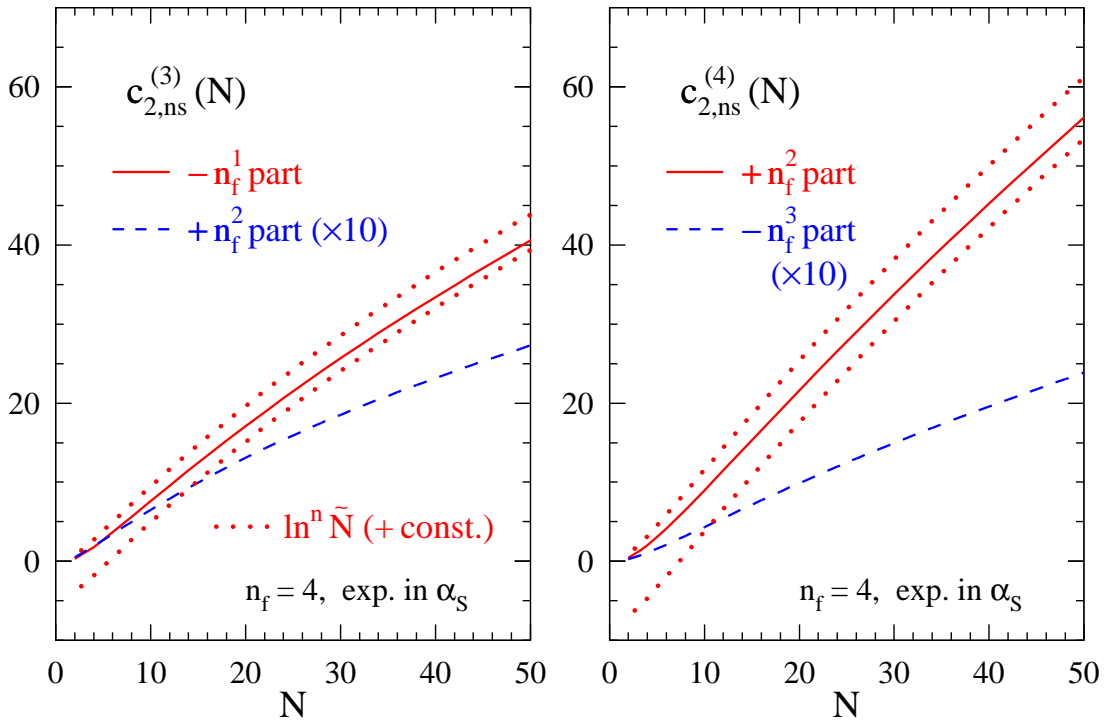 c_{2,ns}^{(3)}(N)
− n_f^1 part
+ n_f^2 part (×10)
ln^n Ñ (+ const.)
n_f = 4, exp. in α_S
60
40
20
0
0 10 20 30 40 50
N
c_{2,ns}^{(4)}(N)
+ n_f^2 part
− n_f^3 part
(×10)
n_f = 4, exp. in α_S
60
40
20
0
0 10 20 30 40 50
N